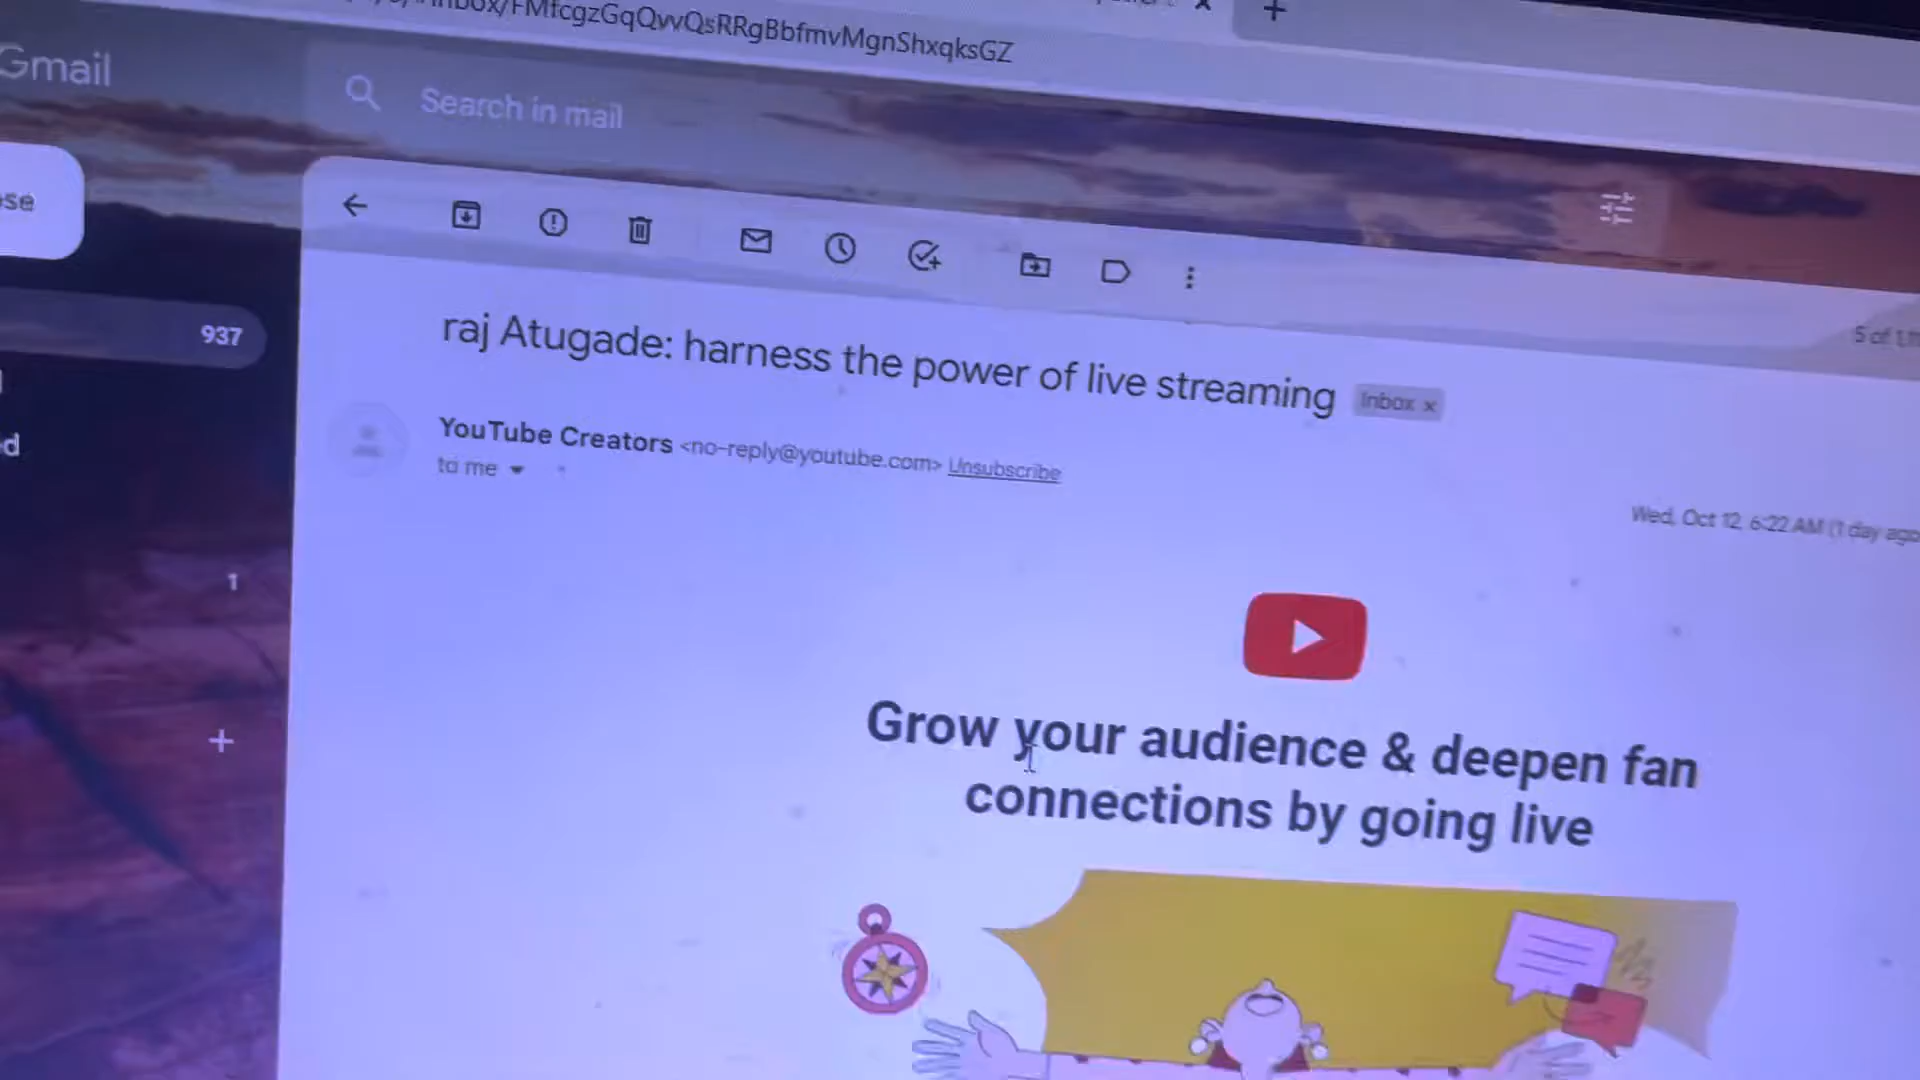 FMfcgzGqQvvQsRRgBbfmvMgnShxqksGZ
Gmail
Search in mail
937
raj Atugade: harness the power of live streaming
Inbox x
YouTube Creators <no-reply@youtube.com> Unsubscribe
to me
Wed, Oct 12, 6:22 AM (1 day ago
1
Grow your audience & deepen fan
connections by going live